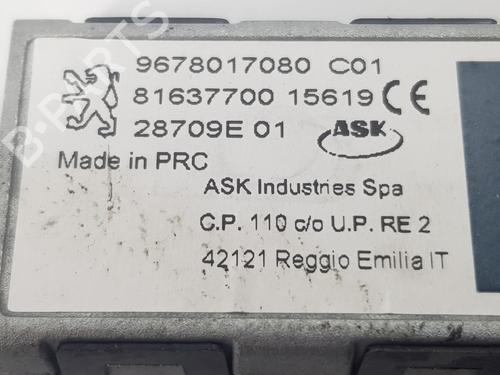 9678017080 C01
81637700 15619 CE
28709E 01 ASK
Made in PRC
ASK Industries Spa
C.P. 110 c/o U.P. RE 2
42121 Reggio Emilia IT
B-PARTS